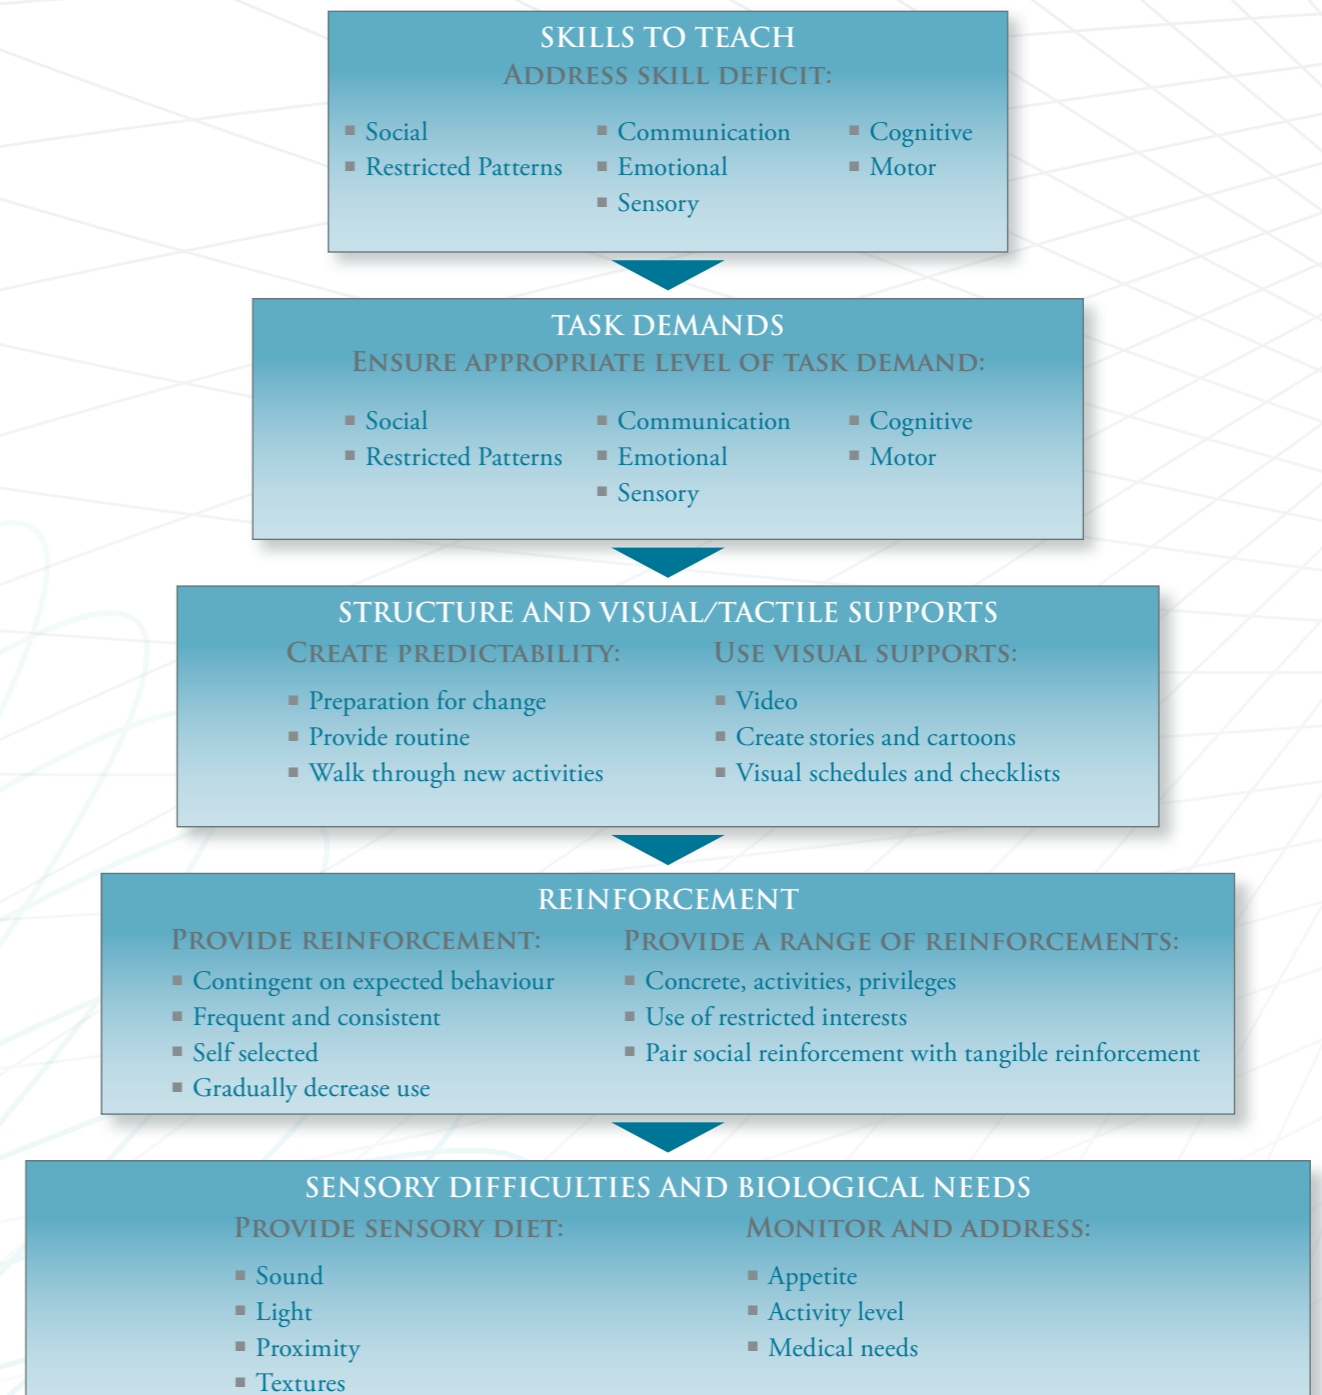 SKILLS TO TEACH
ADDRESS SKILL DEFICIT:
Social
Restricted Patterns
Communication
Emotional
Sensory
Cognitive
Motor
TASK DEMANDS
ENSURE APPROPRIATE LEVEL OF TASK DEMAND:
Social
Restricted Patterns
Communication
Emotional
Sensory
Cognitive
Motor
STRUCTURE AND VISUAL/TACTILE SUPPORTS
CREATE PREDICTABILITY:
Preparation for change
Provide routine
Walk through new activities
USE VISUAL SUPPORTS:
Video
Create stories and cartoons
Visual schedules and checklists
REINFORCEMENT
PROVIDE REINFORCEMENT:
Contingent on expected behaviour
Frequent and consistent
Self selected
Gradually decrease use
PROVIDE A RANGE OF REINFORCEMENTS:
Concrete, activities, privileges
Use of restricted interests
Pair social reinforcement with tangible reinforcement
SENSORY DIFFICULTIES AND BIOLOGICAL NEEDS
PROVIDE SENSORY DIET:
Sound
Light
Proximity
Textures
MONITOR AND ADDRESS:
Appetite
Activity level
Medical needs